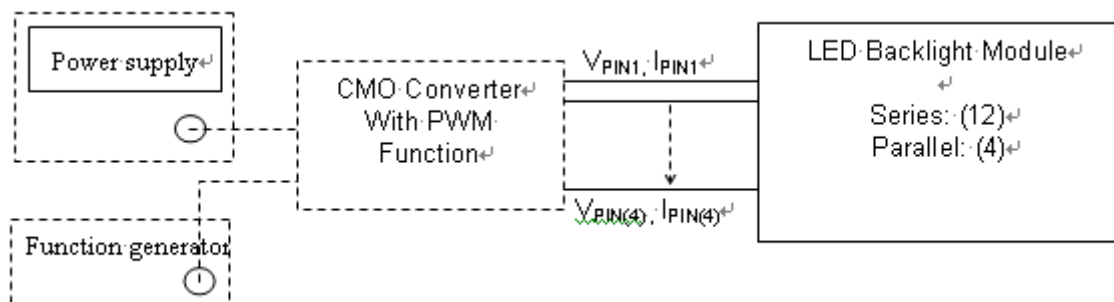 Power supply
CMO Converter
With PWM
Function
Function generator
VPIN1, IPIN1
VPIN(4), IPIN(4)
LED Backlight Module
Series: (12)
Parallel: (4)